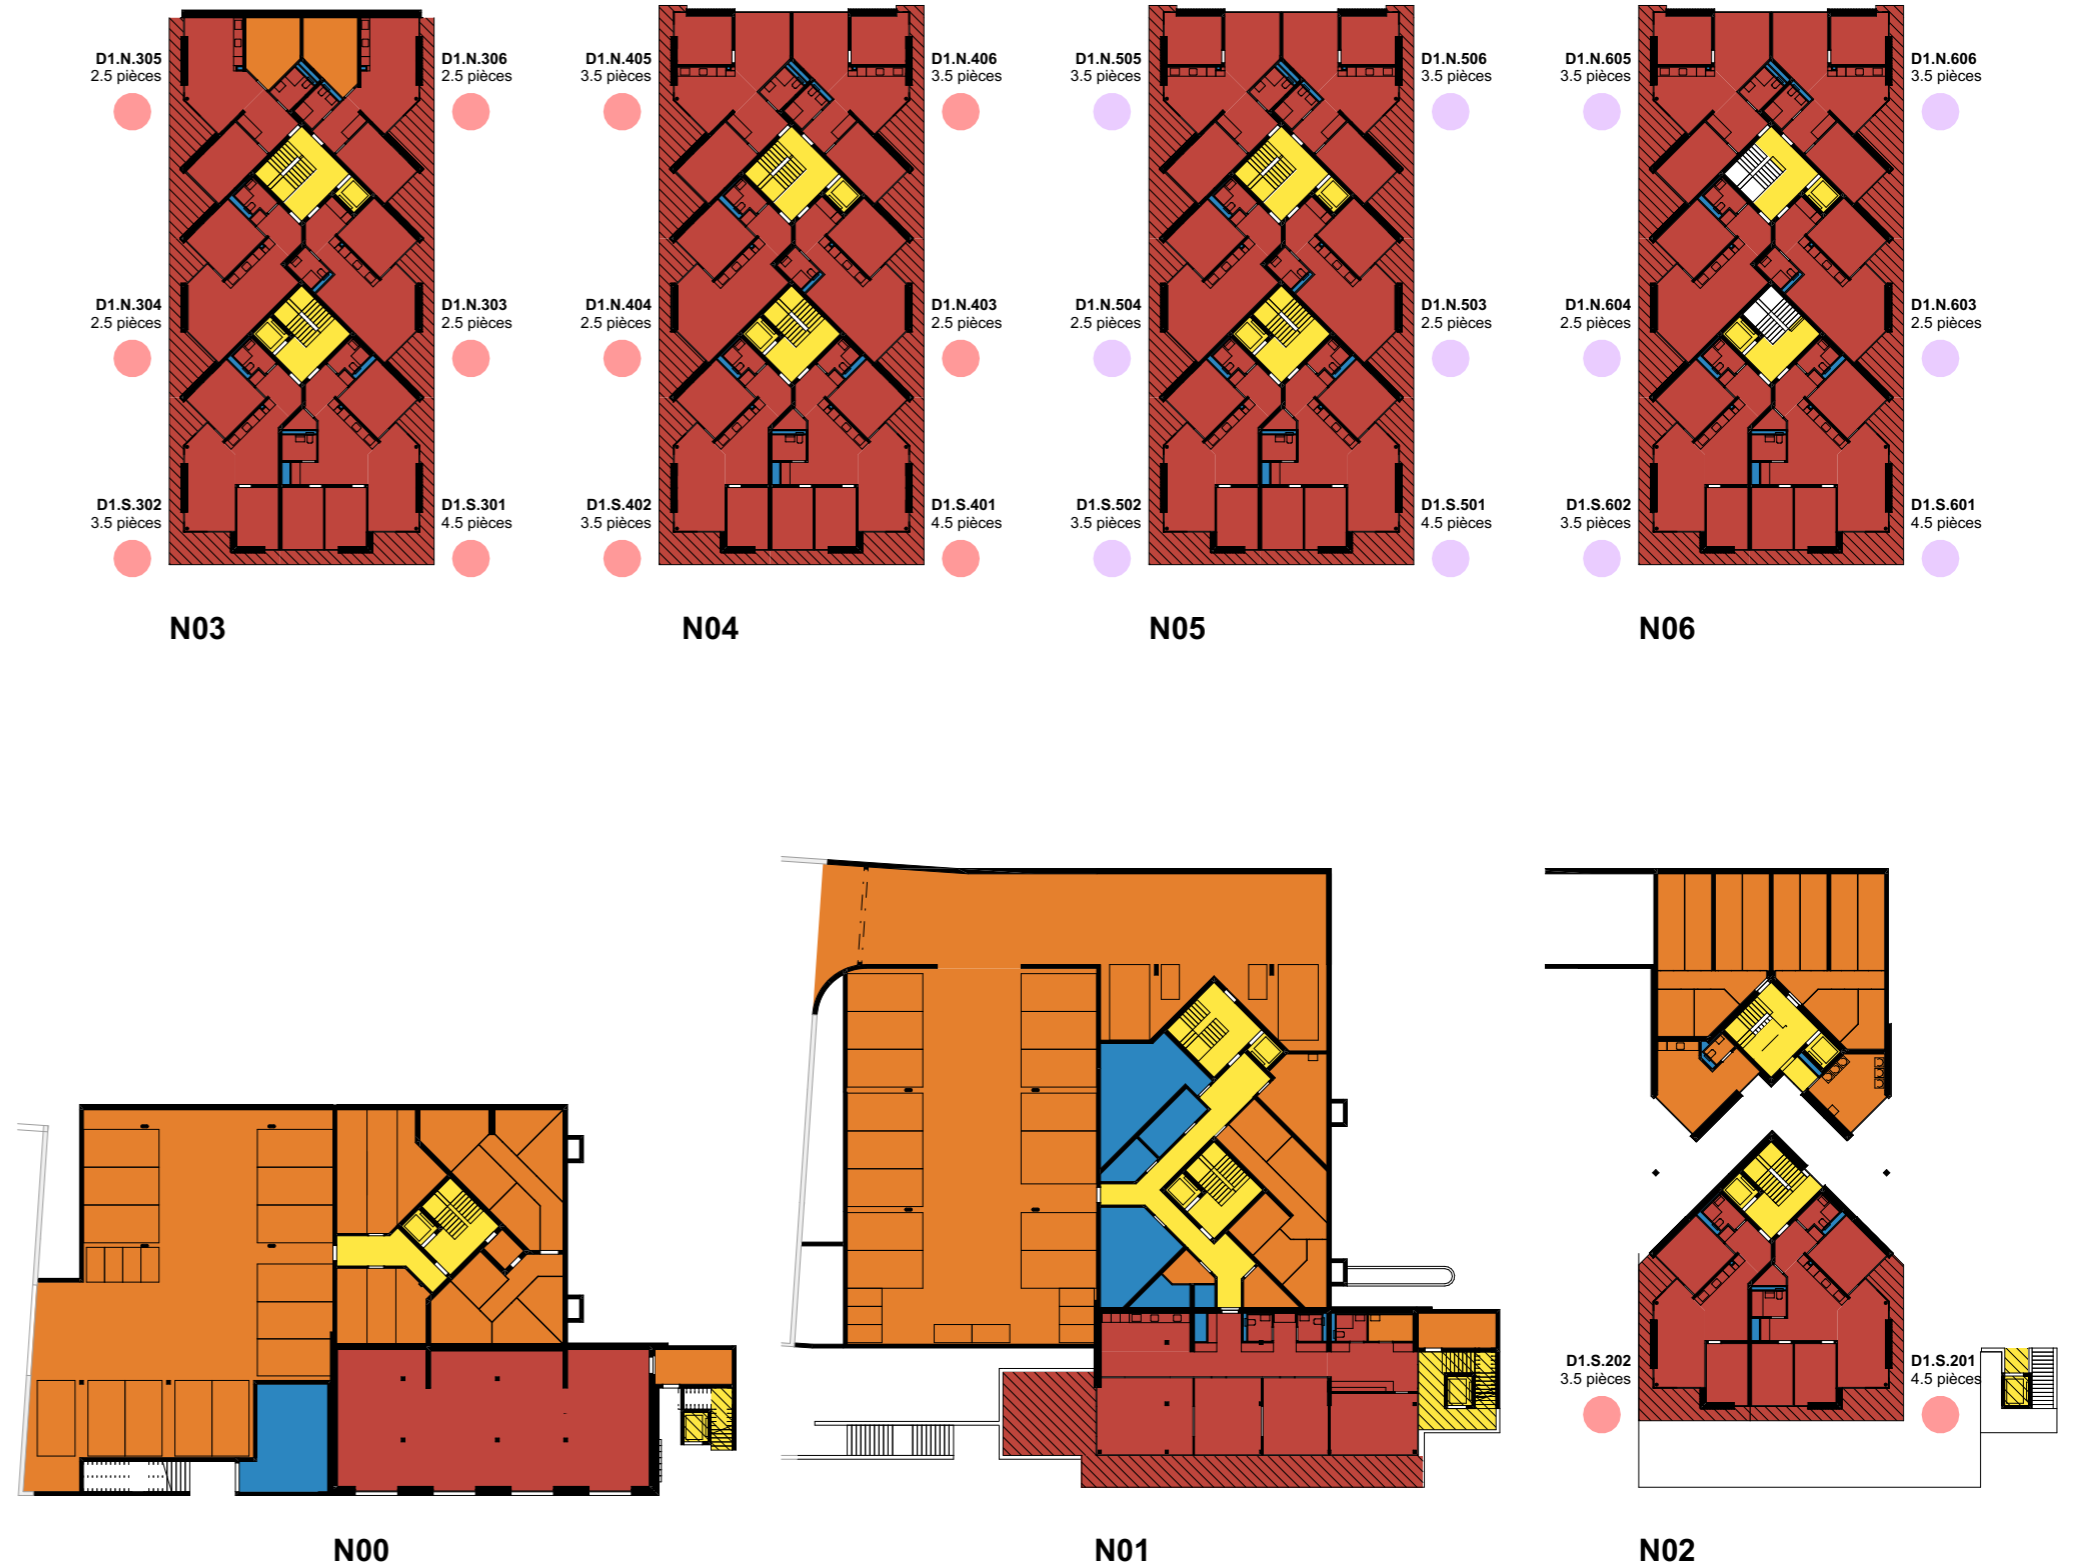 D1.N.305
2.5 pièces
D1.N.306
2.5 pièces
D1.N.304
2.5 pièces
D1.N.303
2.5 pièces
D1.S.302
3.5 pièces
D1.S.301
4.5 pièces
N03
D1.N.405
3.5 pièces
D1.N.406
3.5 pièces
D1.N.404
2.5 pièces
D1.N.403
2.5 pièces
D1.S.402
3.5 pièces
D1.S.401
4.5 pièces
N04
D1.N.505
3.5 pièces
D1.N.506
3.5 pièces
D1.N.504
2.5 pièces
D1.N.503
2.5 pièces
D1.S.502
3.5 pièces
D1.S.501
4.5 pièces
N05
D1.N.605
3.5 pièces
D1.N.606
3.5 pièces
D1.N.604
2.5 pièces
D1.N.603
2.5 pièces
D1.S.602
3.5 pièces
D1.S.601
4.5 pièces
N06
N00
N01
D1.S.202
3.5 pièces
D1.S.201
4.5 pièces
N02